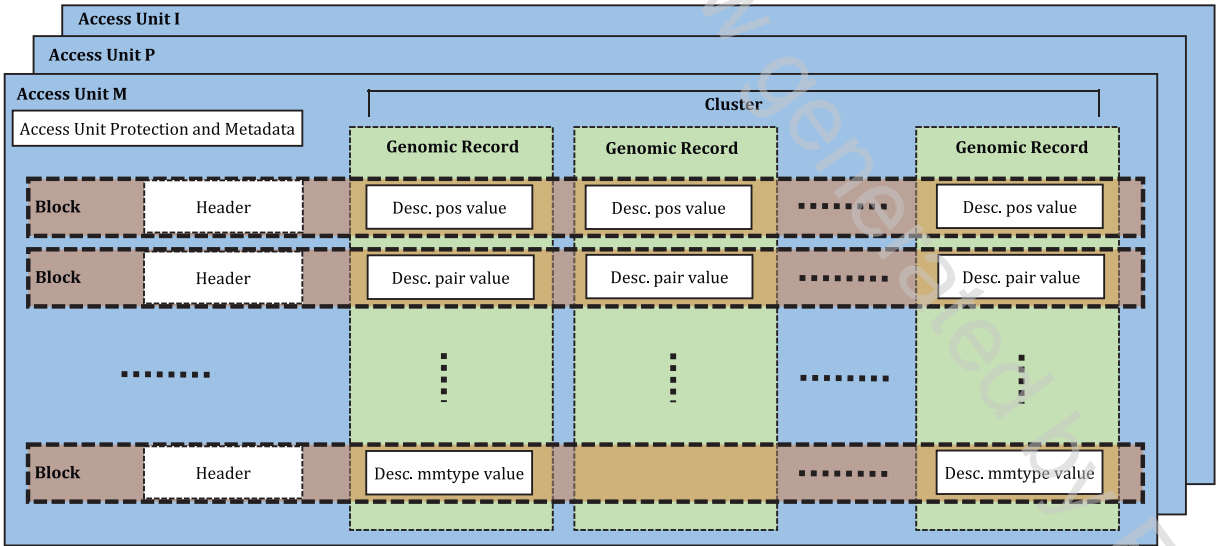 Access Unit I
Access Unit P
Access Unit M
Cluster
Access Unit Protection and Metadata
Genomic Record Genomic Record Genomic Record
Block Header Desc. pos value Desc. pos value Desc. pos value
Block Header Desc. pair value Desc. pair value Desc. pair value
Block Header Desc. mmtype value Desc. mmtype value
generated by